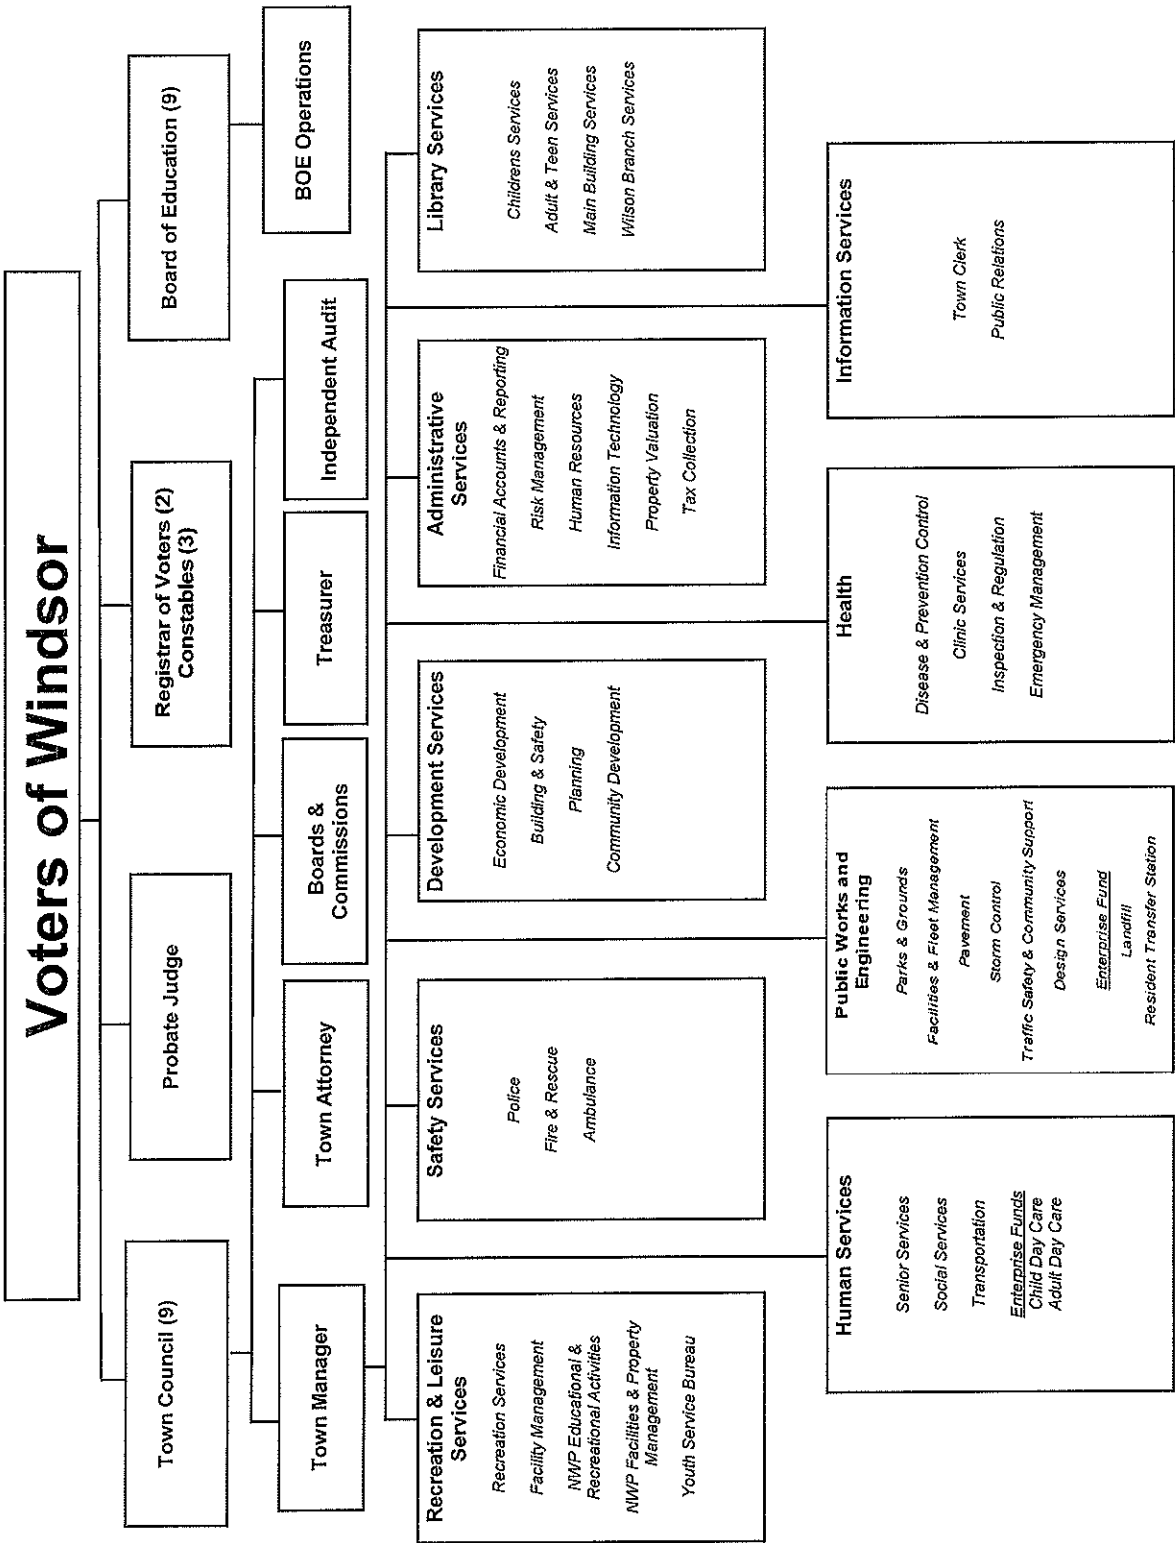 Voters of Windsor
Town Council (9)
Probate Judge
Registrar of Voters (2)
Constables (3)
Board of Education (9)
Town Manager
Town Attorney
Boards &
Commissions
Treasurer
Independent Audit
BOE Operations
Recreation & Leisure
Services
Recreation Services
Facility Management
NWP Educational &
Recreational Activities
NWP Facilities & Property
Management
Youth Service Bureau
Safety Services
Police
Fire & Rescue
Ambulance
Development Services
Economic Development
Building & Safety
Planning
Community Development
Administrative
Services
Financial Accounts & Reporting
Risk Management
Human Resources
Information Technology
Property Valuation
Tax Collection
Library Services
Childrens Services
Adult & Teen Services
Main Building Services
Wilson Branch Services
Human Services
Senior Services
Social Services
Transportation
Enterprise Funds
Child Day Care
Adult Day Care
Public Works and
Engineering
Parks & Grounds
Facilities & Fleet Management
Pavement
Storm Control
Traffic Safety & Community Support
Design Services
Enterprise Fund
Landfill
Resident Transfer Station
Health
Disease & Prevention Control
Clinic Services
Inspection & Regulation
Emergency Management
Information Services
Town Clerk
Public Relations